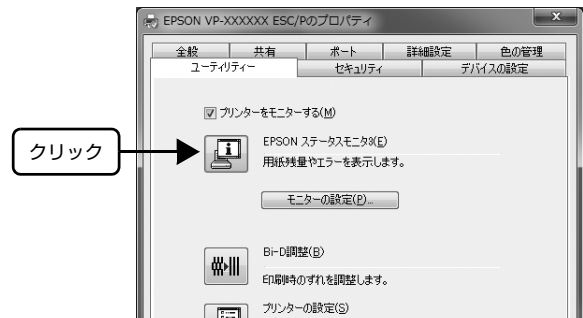 EPSON VP-XXXXXX ESC/Pのプロパティ
全般 共有 ポート 詳細設定 色の管理
ユーティリティー セキュリティ デバイスの設定
プリンターをモニターする(M)
クリック
EPSON ステータスモニタ3(E)
用紙残量やエラーを表示します。
モニターの設定(P)...
Bi-D調整(B)
印刷時のずれを調整します。
プリンターの設定(S)